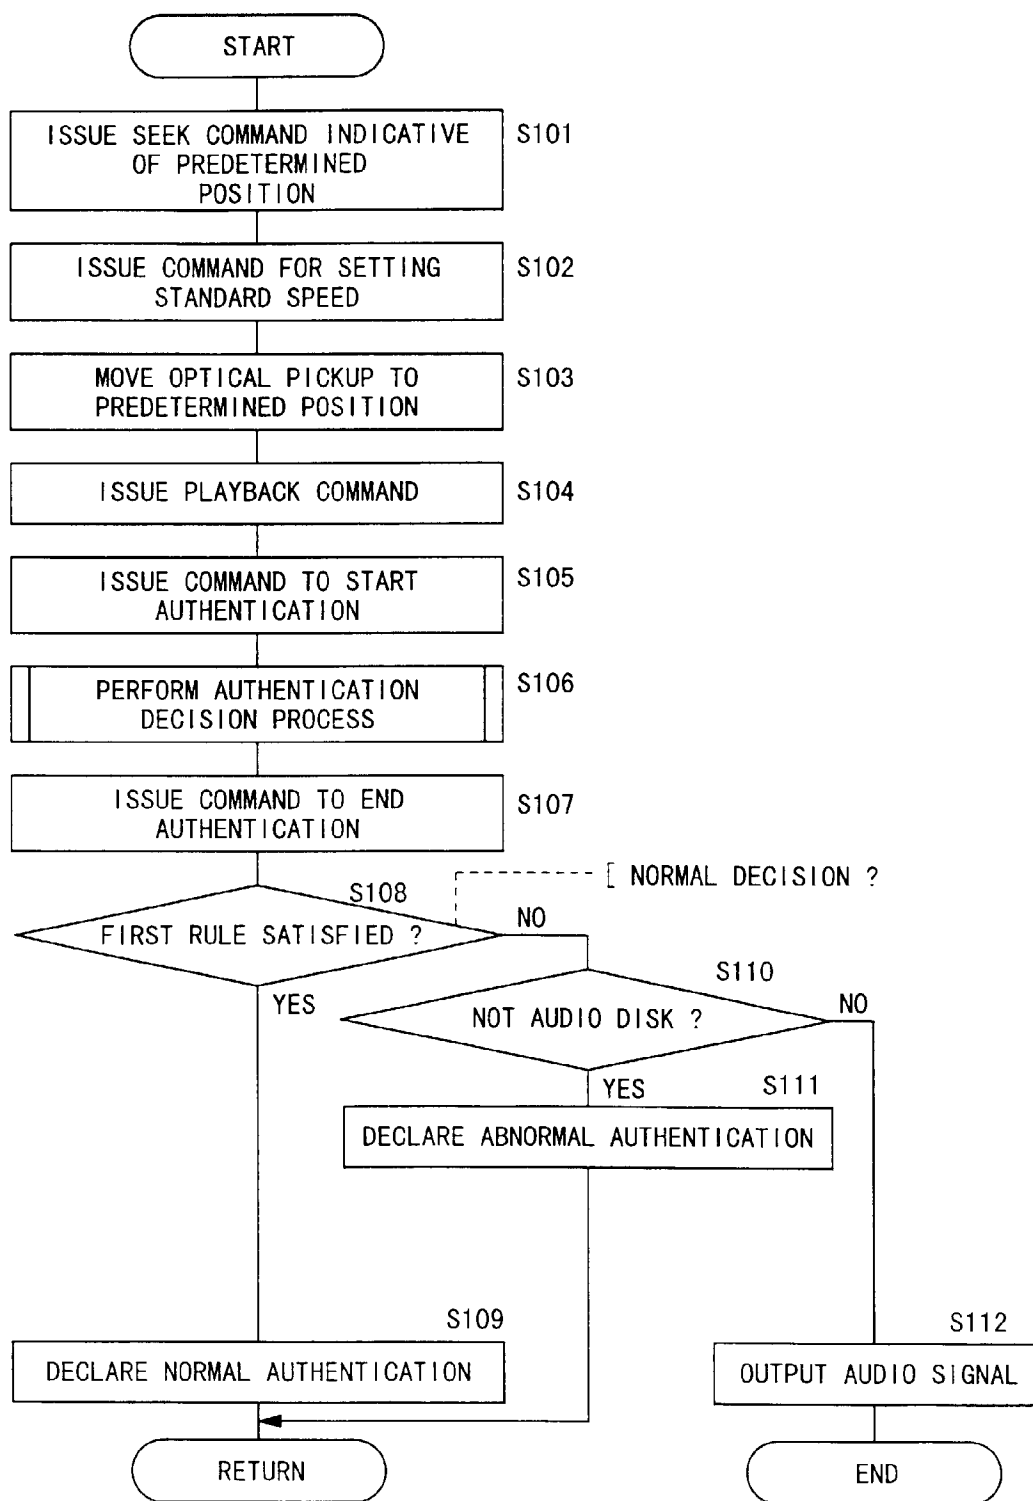 START
ISSUE SEEK COMMAND INDICATIVE
OF PREDETERMINED
POSITION
S101
ISSUE COMMAND FOR SETTING
STANDARD SPEED
S102
MOVE OPTICAL PICKUP TO
PREDETERMINED POSITION
S103
ISSUE PLAYBACK COMMAND
S104
ISSUE COMMAND TO START
AUTHENTICATION
S105
PERFORM AUTHENTICATION
DECISION PROCESS
S106
ISSUE COMMAND TO END
AUTHENTICATION
S107
S108
[ NORMAL DECISION ?
FIRST RULE SATISFIED ?
NO
YES
S110
NOT AUDIO DISK ?
NO
YES
S111
DECLARE ABNORMAL AUTHENTICATION
S109
DECLARE NORMAL AUTHENTICATION
S112
OUTPUT AUDIO SIGNAL
RETURN
END